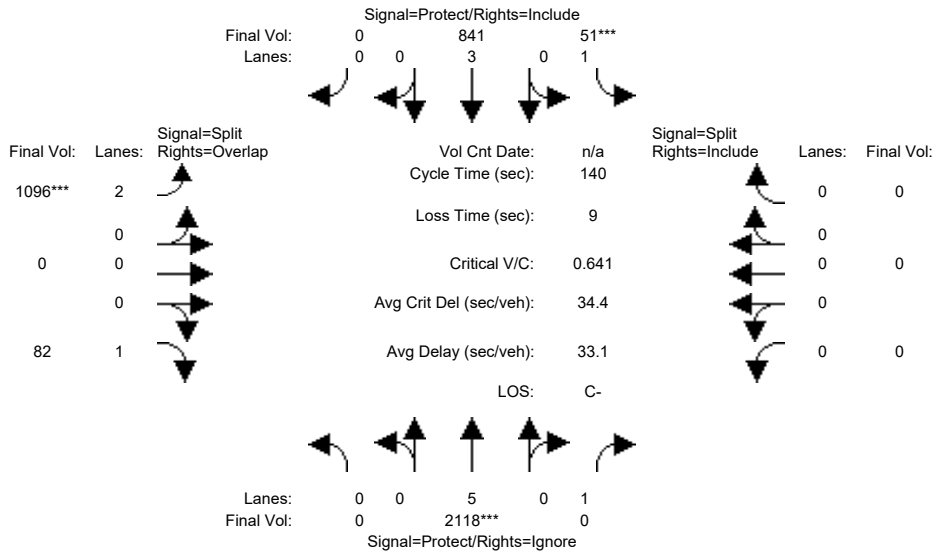 Signal=Protect/Rights=Include
Final Vol: 0 841 51***
Lanes: 0 0 3 0 1
Signal=Split
Final Vol: Lanes: Rights=Overlap
Vol Cnt Date: n/a
Signal=Split
Rights=Include Lanes: Final Vol:
Cycle Time (sec): 140
1096*** 2
0 0
Loss Time (sec): 9
0
0
0 0
Critical V/C: 0.641
0 0
0
Avg Crit Del (sec/veh): 34.4
0
82 1
Avg Delay (sec/veh): 33.1
0 0
LOS: C-
Lanes: 0 0 5 0 1
Final Vol: 0 2118*** 0
Signal=Protect/Rights=Ignore